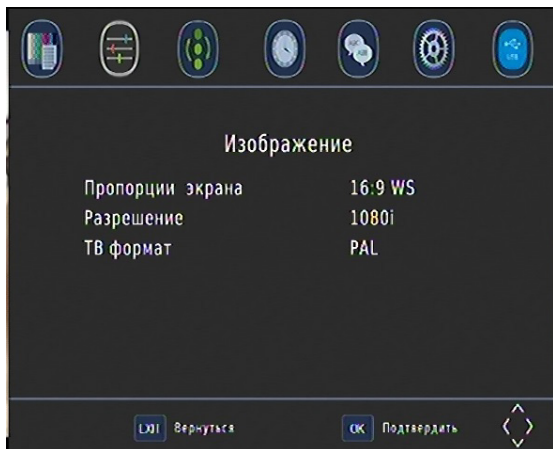 Изображение
Пропорции экрана 16:9 WS
Разрешение 1080i
ТВ формат PAL
EXIT Вернуться OK Подтвердить